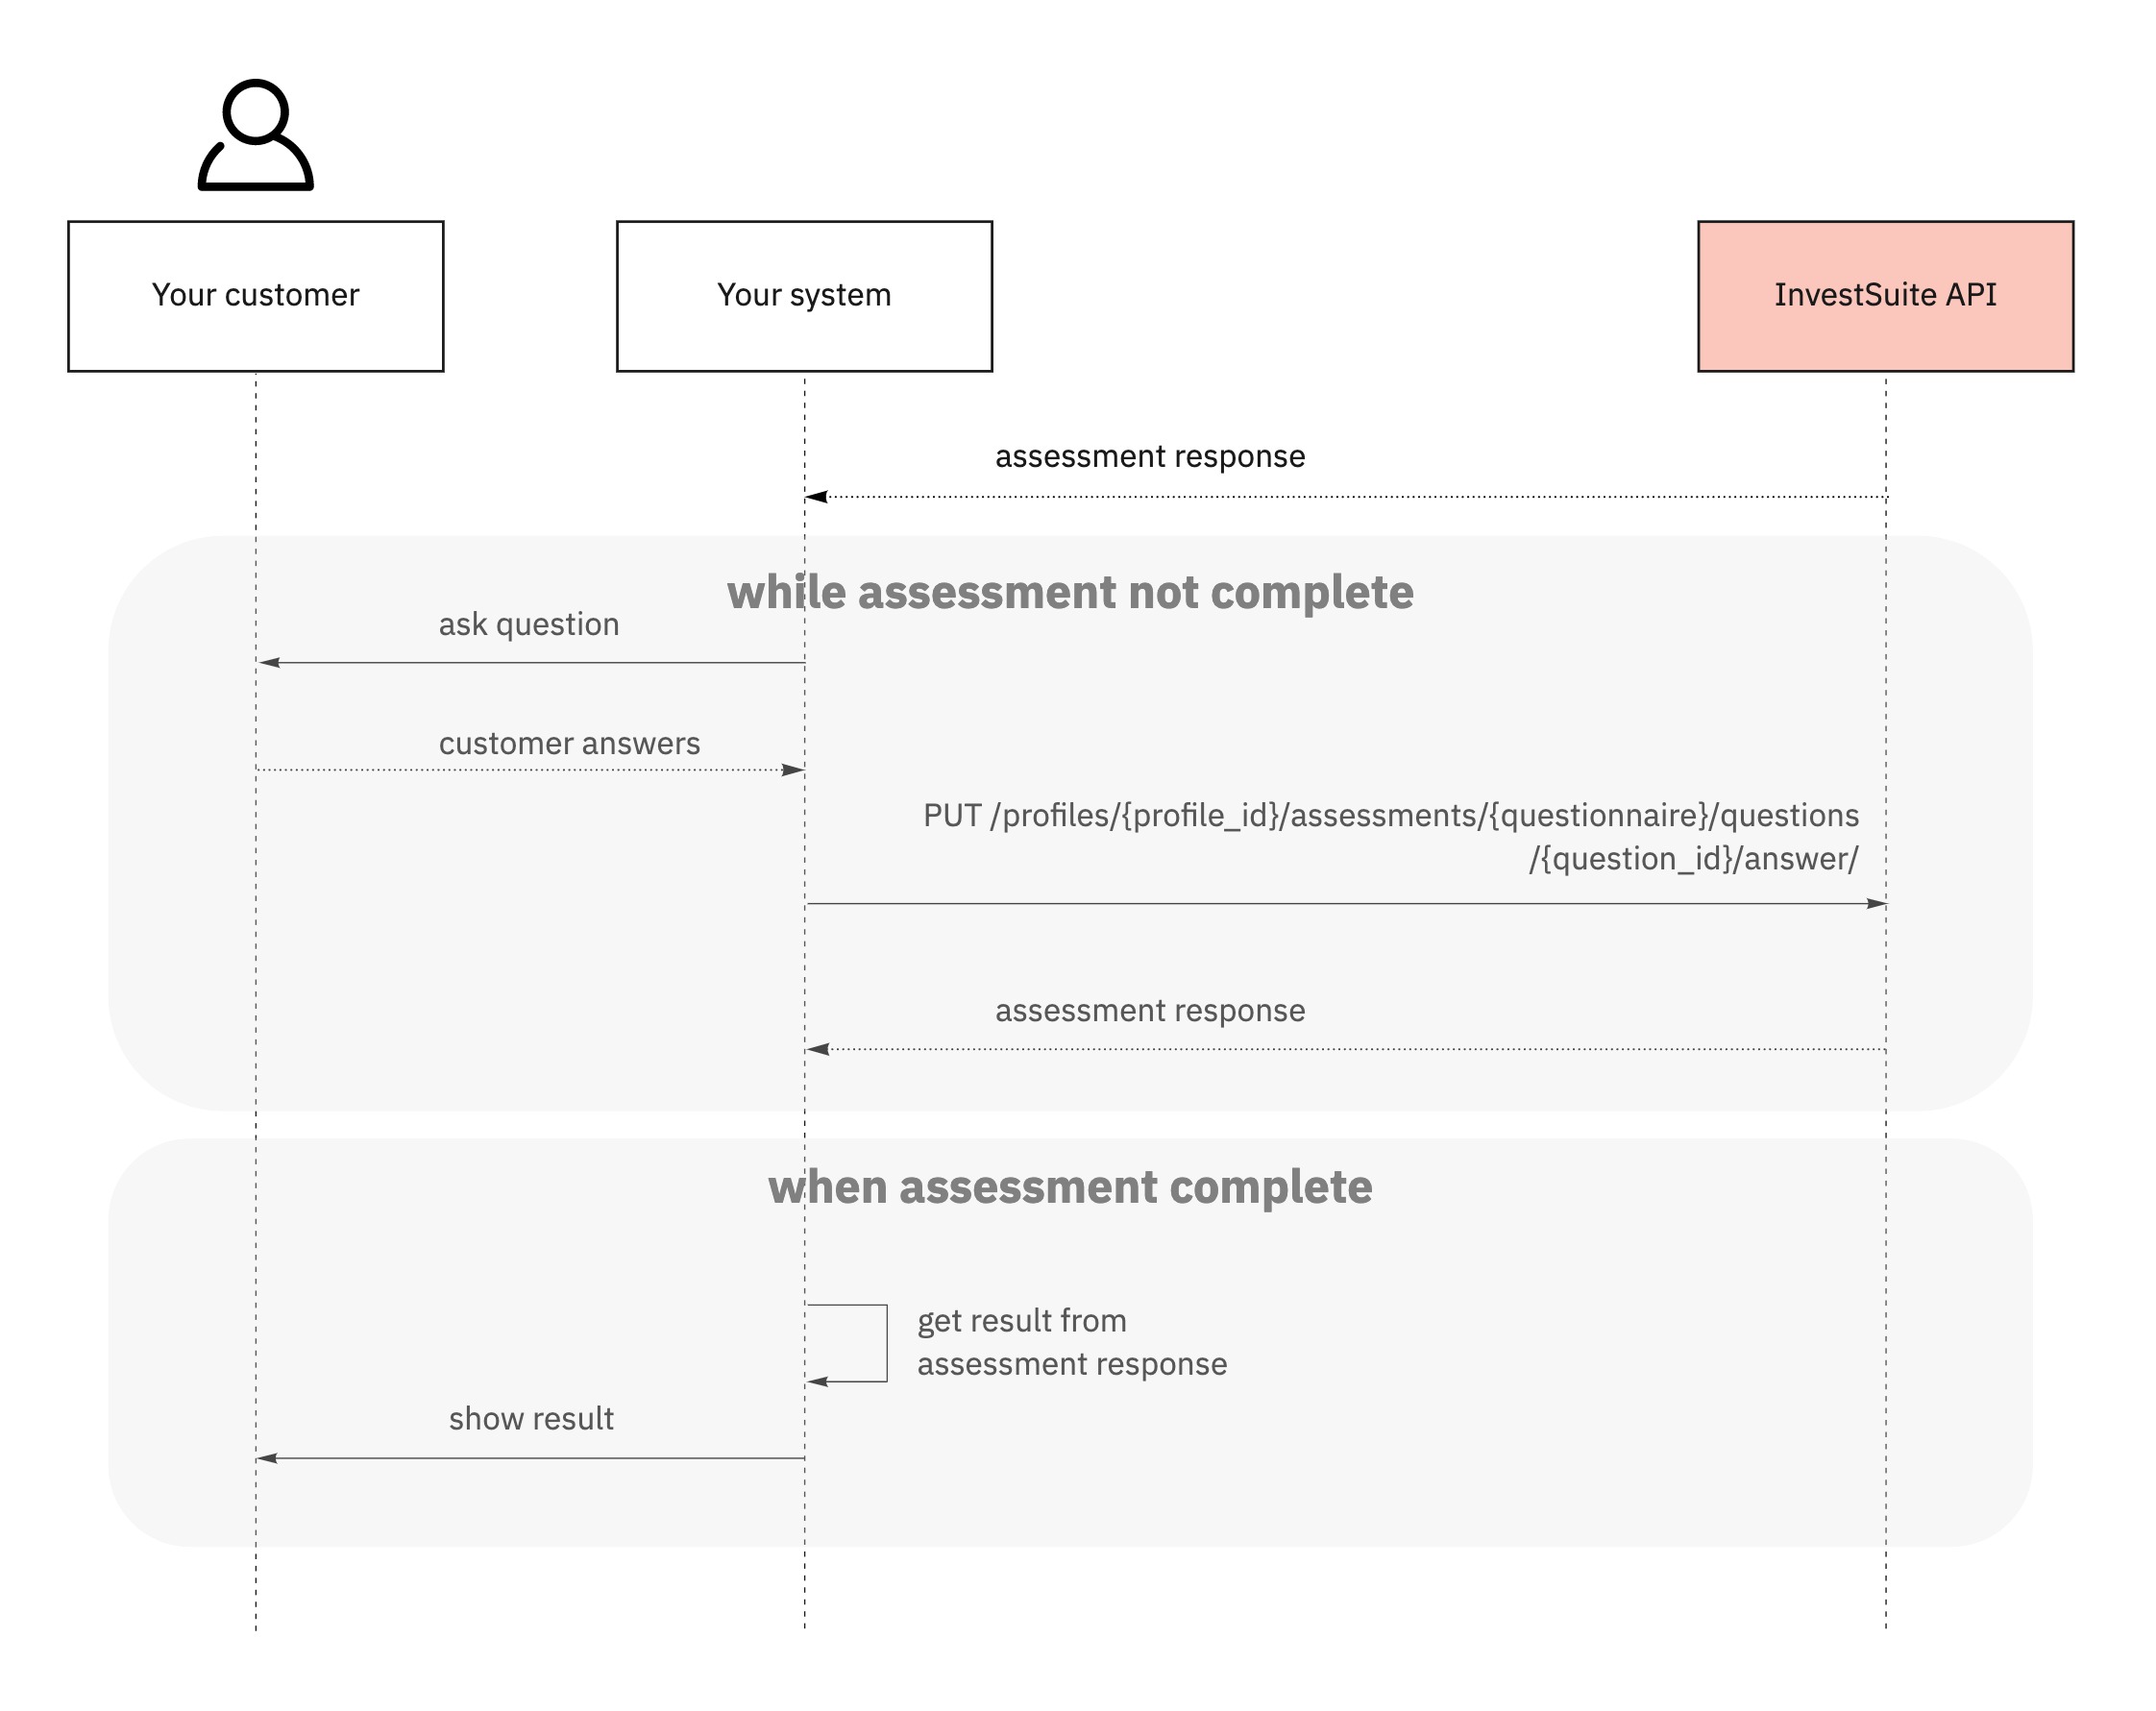 Your customer
Your system
InvestSuite API
assessment response
while assessment not complete
ask question
customer answers
PUT /profiles/{profile_id}/assessments/{questionnaire}/questions
/{question_id}/answer/
assessment response
when assessment complete
get result from
assessment response
show result